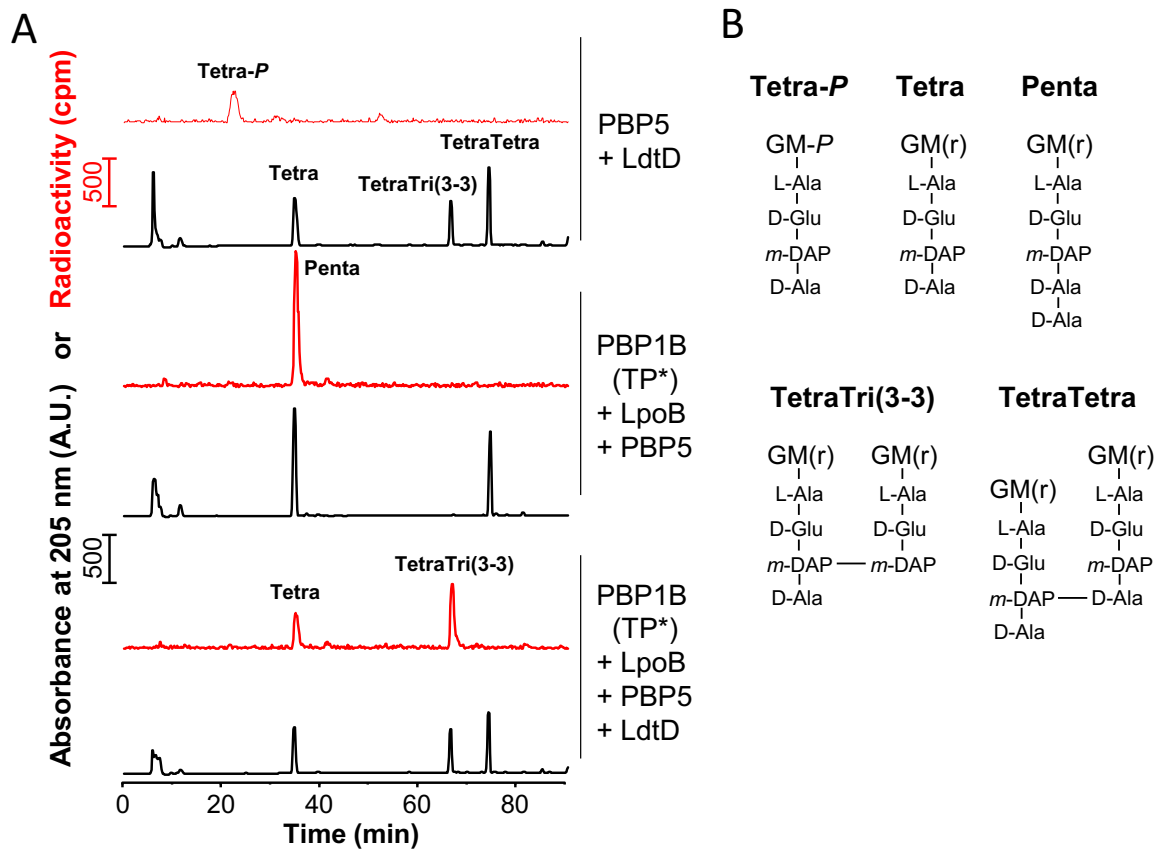 A
Absorbance at 205 nm (A.U.) or Radioactivity (cpm)
Tetra-P
500
Tetra
TetraTri(3-3)
TetraTetra
PBP5
+ LdtD
Penta
PBP1B
(TP*)
+ LpoB
+ PBP5
500
Tetra
TetraTri(3-3)
PBP1B
(TP*)
+ LpoB
+ PBP5
+ LdtD
0 20 40 60 80
Time (min)
B
Tetra-P Tetra Penta
GM-P GM(r) GM(r)
L-Ala L-Ala L-Ala
D-Glu D-Glu D-Glu
m-DAP m-DAP m-DAP
D-Ala D-Ala D-Ala
D-Ala
TetraTri(3-3)
GM(r) GM(r)
L-Ala L-Ala
D-Glu D-Glu
m-DAP m-DAP
D-Ala
TetraTetra
GM(r)
GM(r) L-Ala
L-Ala D-Glu
D-Glu m-DAP
m-DAP D-Ala
D-Ala